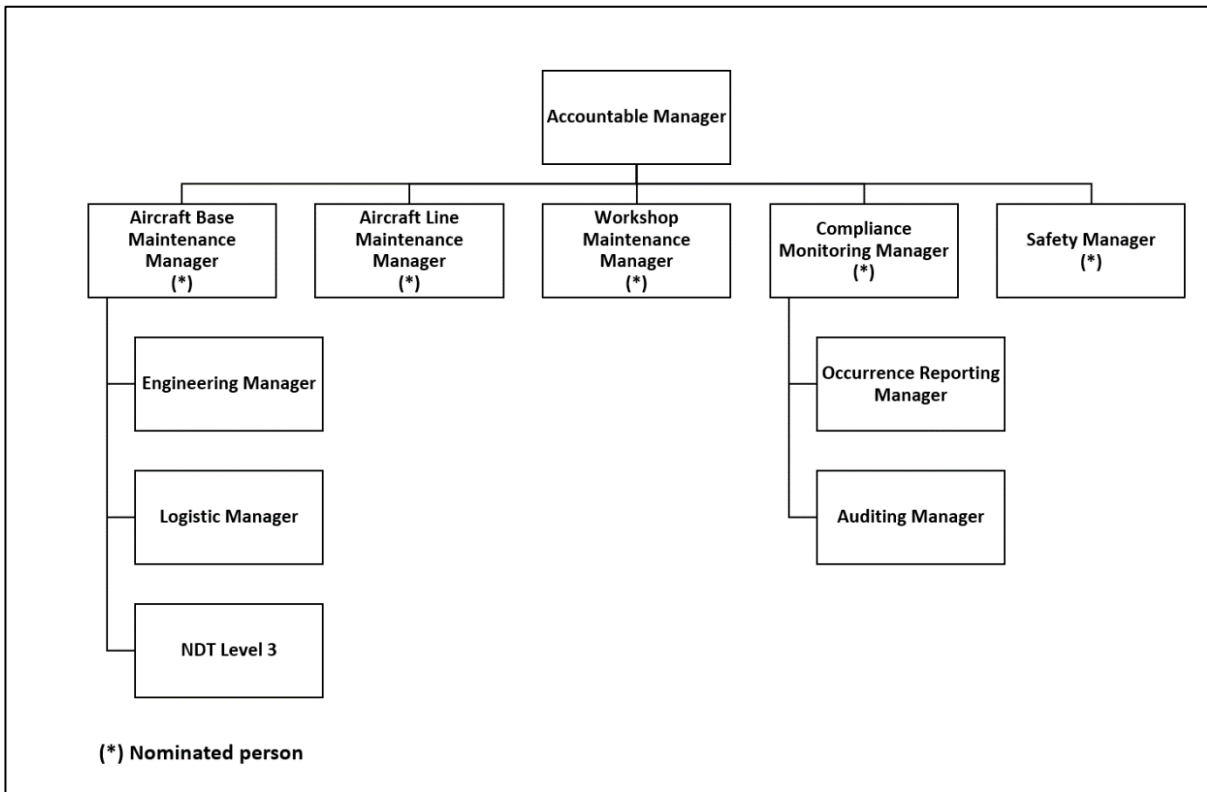 Accountable Manager
Aircraft Base
Maintenance
Manager
(*)
Aircraft Line
Maintenance
Manager
(*)
Workshop
Maintenance
Manager
(*)
Compliance
Monitoring Manager
(*)
Safety Manager
(*)
Engineering Manager
Occurrence Reporting
Manager
Logistic Manager
Auditing Manager
NDT Level 3
(*) Nominated person